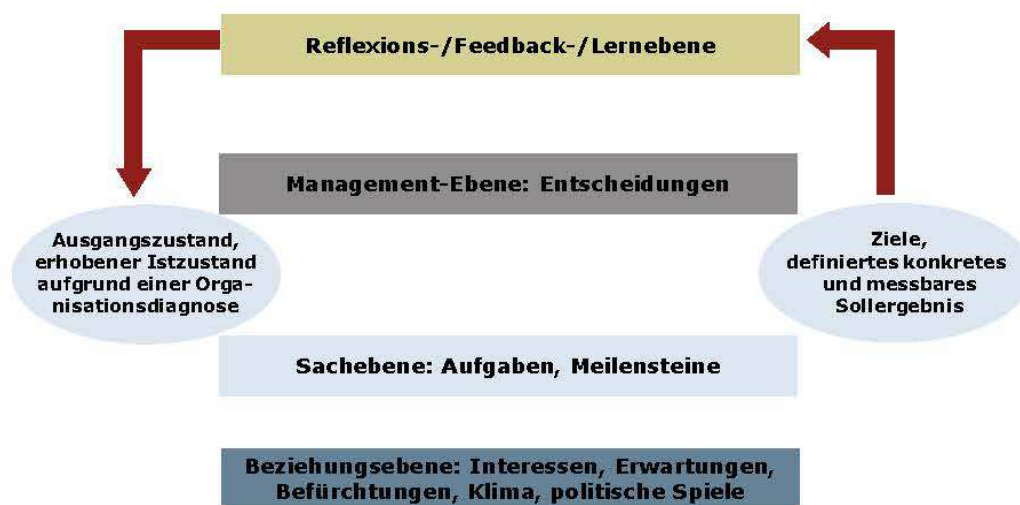 Reflexions-/Feedback-/Lernebene
Management-Ebene: Entscheidungen
Ausgangszustand,
erhobener Istzustand
aufgrund einer Orga-
nisationsdiagnose
Ziele,
definiertes konkretes
und messbares
Sollergebnis
Sachebene: Aufgaben, Meilensteine
Beziehungsebene: Interessen, Erwartungen,
Befürchtungen, Klima, politische Spiele